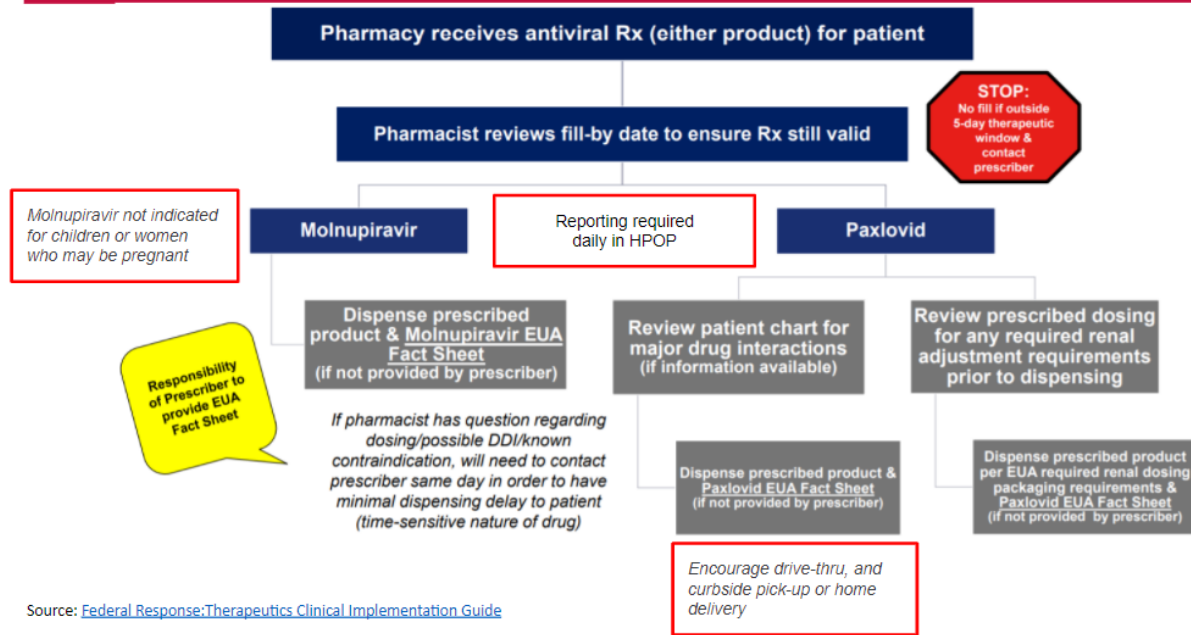 Pharmacy receives antiviral Rx (either product) for patient
STOP:
No fill if outside
5-day therapeutic
window &
contact
prescriber
Pharmacist reviews fill-by date to ensure Rx still valid
Molnupiravir not indicated
for children or women
who may be pregnant
Molnupiravir
Reporting required
daily in HPOP
Paxlovid
Responsibility
of Prescriber to
provide EUA
Fact Sheet
Dispense prescribed
product & Molnupiravir EUA
Fact Sheet
(if not provided by prescriber)
Review patient chart for
major drug interactions
(if information available)
Review prescribed dosing
for any required renal
adjustment requirements
prior to dispensing
If pharmacist has question regarding
dosing/possible DDI/known
contraindication, will need to contact
prescriber same day in order to have
minimal dispensing delay to patient
(time-sensitive nature of drug)
Dispense prescribed product &
Paxlovid EUA Fact Sheet
(if not provided by prescriber)
Dispense prescribed product
per EUA required renal dosing
packaging requirements &
Paxlovid EUA Fact Sheet
(if not provided by prescriber)
Encourage drive-thru, and
curbside pick-up or home
delivery
Source: Federal Response:Therapeutics Clinical Implementation Guide